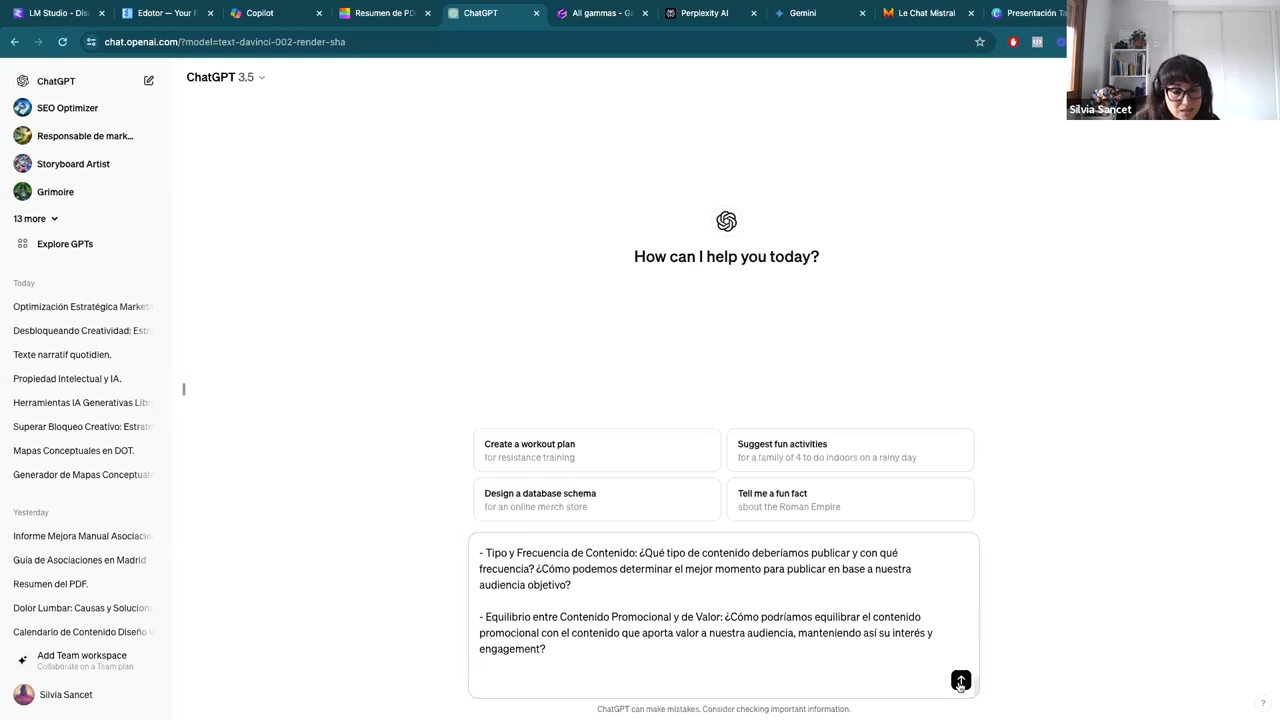 LM Studio - Disc
Edotor — Your F
Copilot
Resumen de PD
ChatGPT
All gammas - Ga
Perplexity AI
Gemini
Le Chat Mistral
Presentación Ta
chat.openai.com/?model=text-davinci-002-render-sha
Silvia Sancet
ChatGPT
ChatGPT 3.5
SEO Optimizer
Responsable de mark...
Storyboard Artist
Grimoire
13 more
Explore GPTs
Today
Optimización Estratégica Marketi
Desbloqueando Creatividad: Estra
Texte narratif quotidien.
Propiedad Intelectual y IA.
Herramientas IA Generativas Libr
Superar Bloqueo Creativo: Estrate
Mapas Conceptuales en DOT.
Generador de Mapas Conceptuale
Yesterday
Informe Mejora Manual Asociacio
Guía de Asociaciones en Madrid
Resumen del PDF.
Dolor Lumbar: Causas y Solucion
Calendario de Contenido Diseño
Add Team workspace
Collaborate on a Team plan
Silvia Sancet
How can I help you today?
Create a workout plan
for resistance training
Suggest fun activities
for a family of 4 to do indoors on a rainy day
Design a database schema
for an online merch store
Tell me a fun fact
about the Roman Empire
- Tipo y Frecuencia de Contenido: ¿Qué tipo de contenido deberíamos publicar y con qué
frecuencia? ¿Cómo podemos determinar el mejor momento para publicar en base a nuestra
audiencia objetivo?
- Equilibrio entre Contenido Promocional y de Valor: ¿Cómo podríamos equilibrar el contenido
promocional con el contenido que aporta valor a nuestra audiencia, manteniendo así su interés y
engagement?
ChatGPT can make mistakes. Consider checking important information.
?